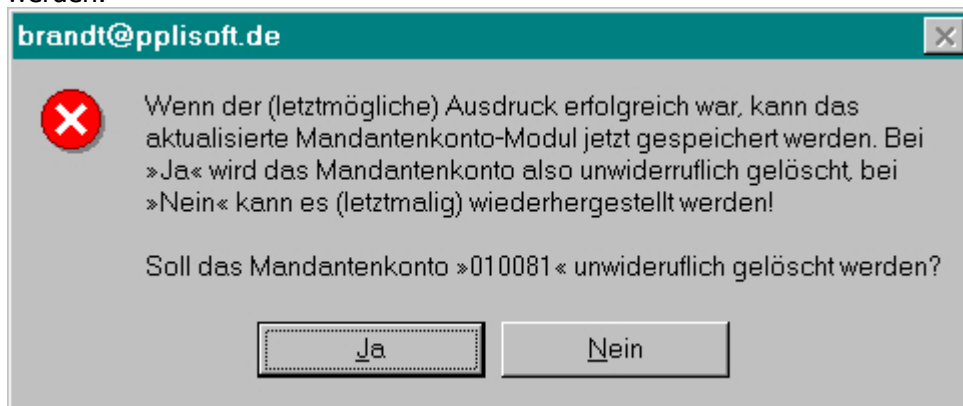 brandt@pplisoft.de
Wenn der (letztmögliche) Ausdruck erfolgreich war, kann das
aktualisierte Mandantenkonto-Modul jetzt gespeichert werden. Bei
»Ja« wird das Mandantenkonto also unwiderruflich gelöscht, bei
»Nein« kann es (letztmalig) wiederhergestellt werden!
Soll das Mandantenkonto »010081« unwideruflich gelöscht werden?
Ja
Nein